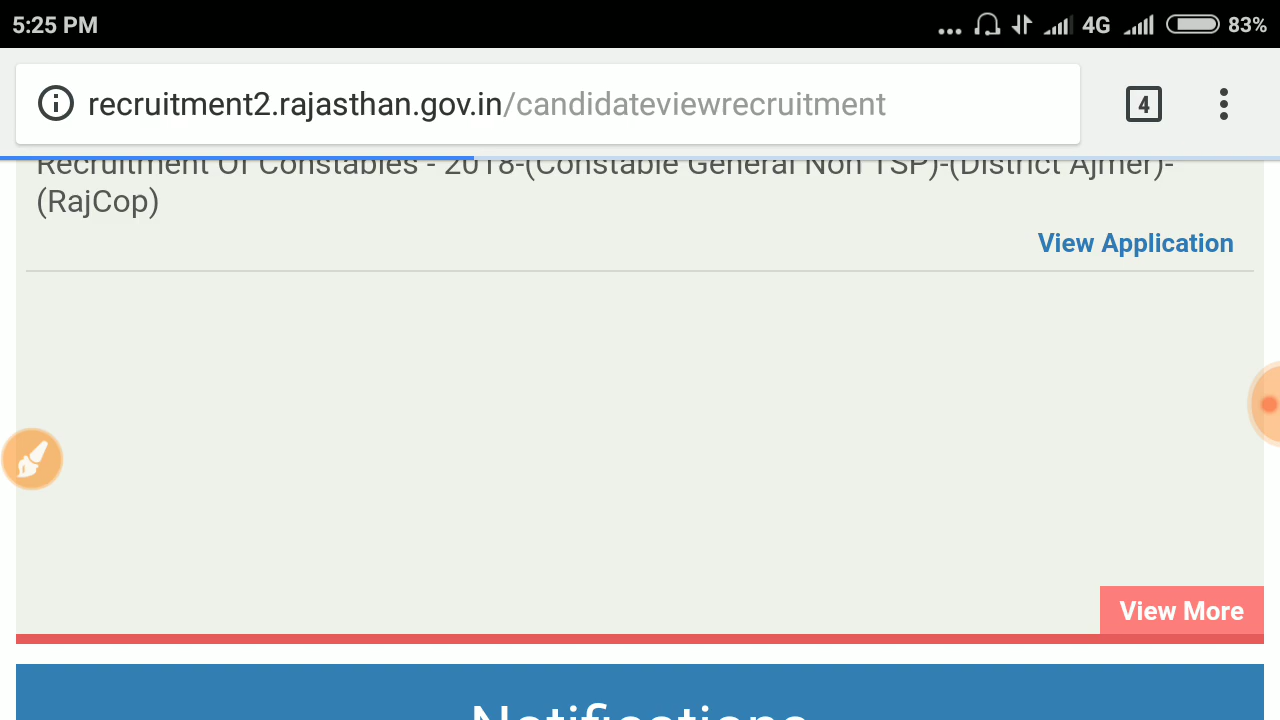 5:25 PM
... 4G 83%
recruitment2.rajasthan.gov.in/candidateviewrecruitment
4
Recruitment Of Constables - 2018-(Constable General Non TSP)-(District Ajmer)-
(RajCop)
View Application
View More
Notifications